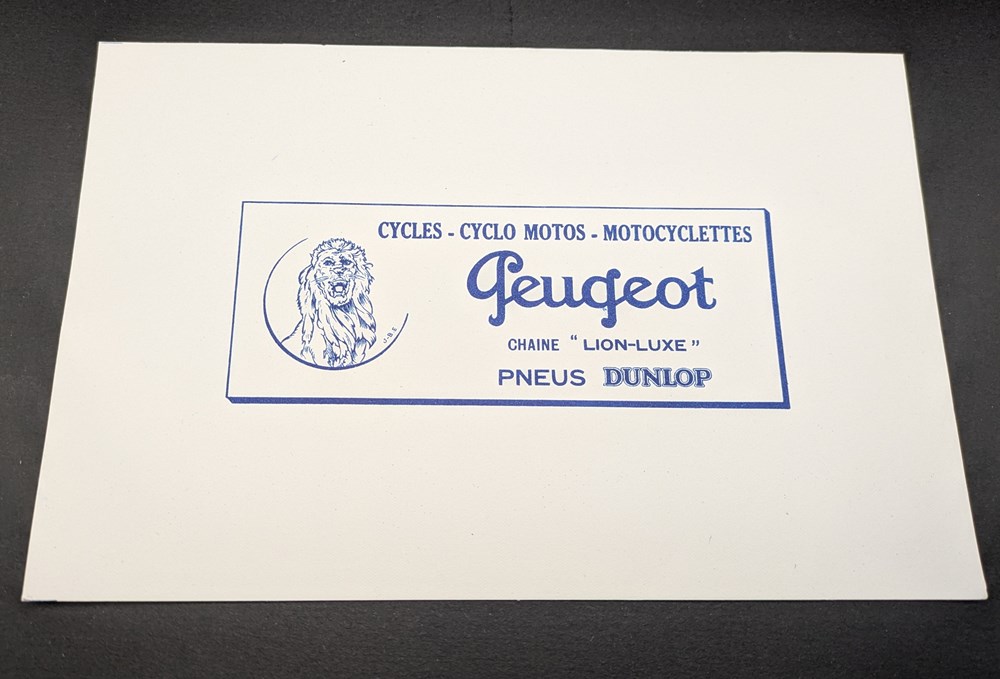 CYCLES - CYCLO MOTOS - MOTOCYCLETTES
Peugeot
CHAINE "LION-LUXE"
PNEUS DUNLOP